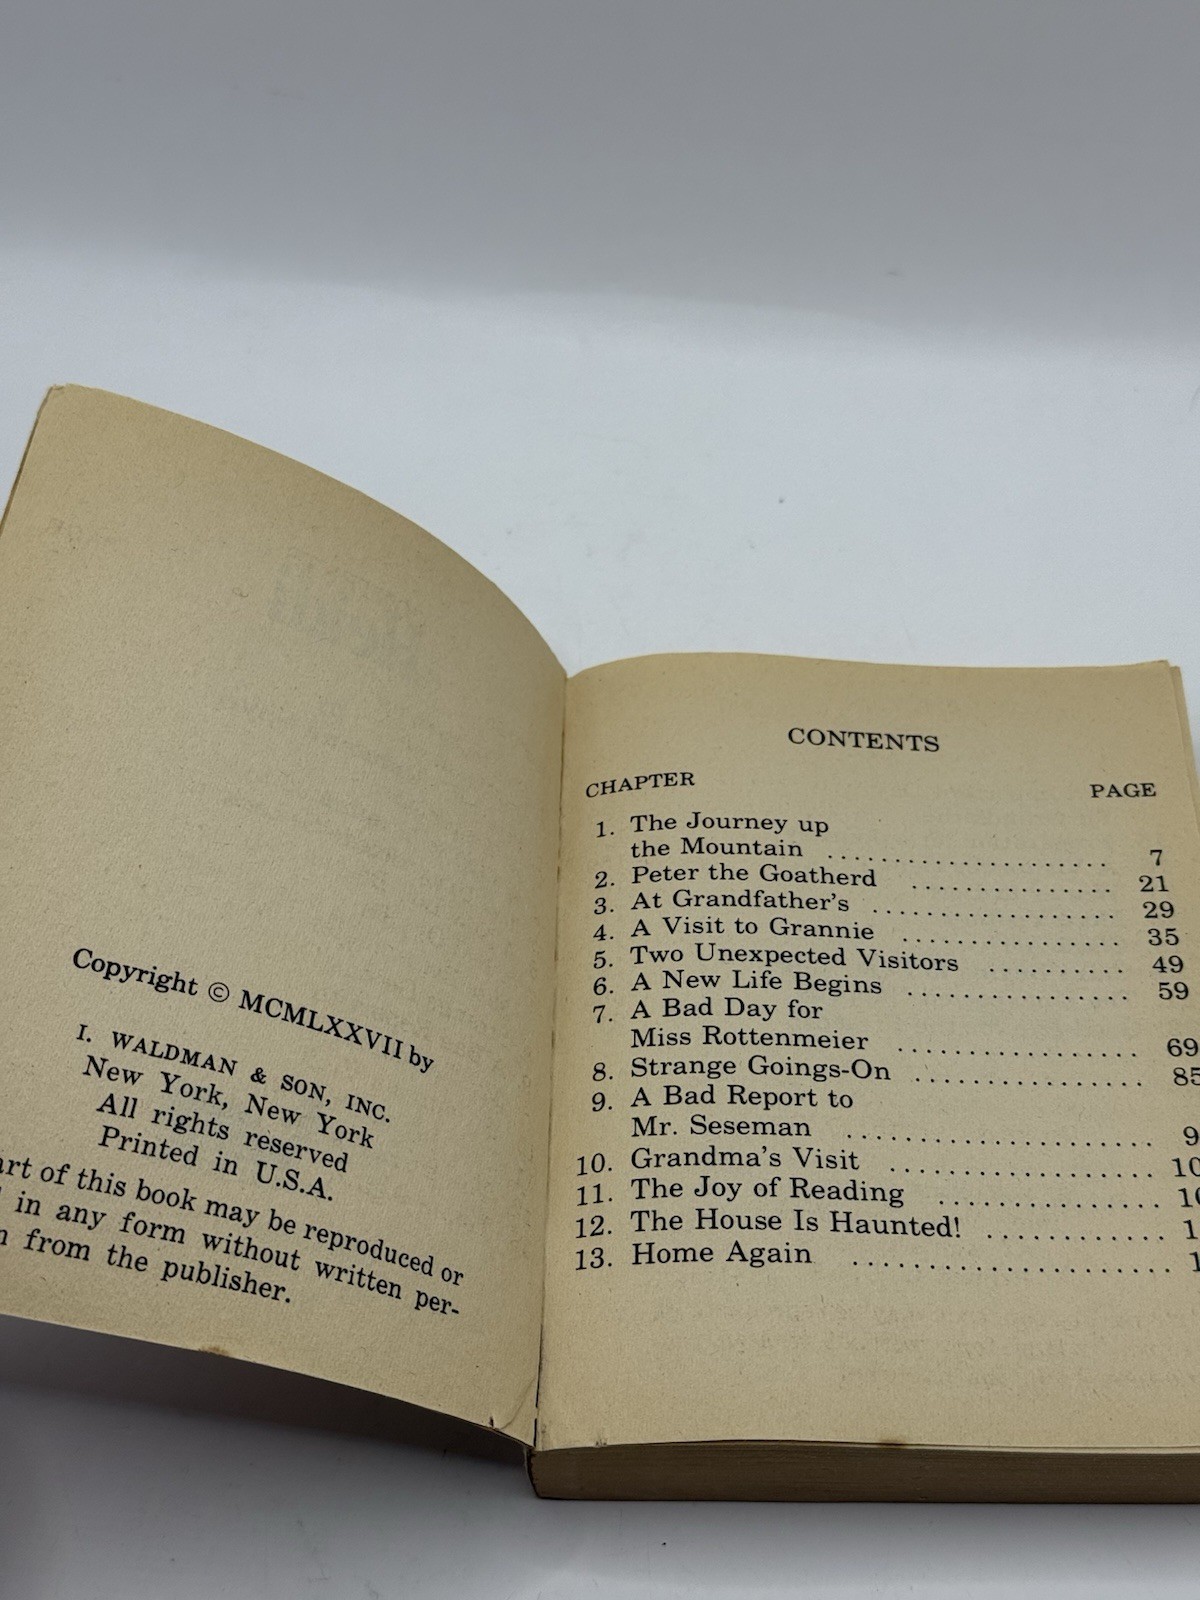 Copyright © MCMLXXVII by
I. WALDMAN & SON, INC.
New York, New York
All rights reserved
Printed in U.S.A.
of this book may be reproduced or
in any form without written per-
from the publisher.
CONTENTS
CHAPTER PAGE
1. The Journey up
the Mountain ..................... 7
2. Peter the Goatherd ............... 21
3. At Grandfather's .................. 29
4. A Visit to Grannie ................ 35
5. Two Unexpected Visitors .......... 49
6. A New Life Begins ................ 59
7. A Bad Day for
Miss Rottenmeier .................. 69
8. Strange Goings-On ................ 85
9. A Bad Report to
Mr. Seseman .......................
10. Grandma's Visit ....................
11. The Joy of Reading ................
12. The House Is Haunted! ............
13. Home Again .......................